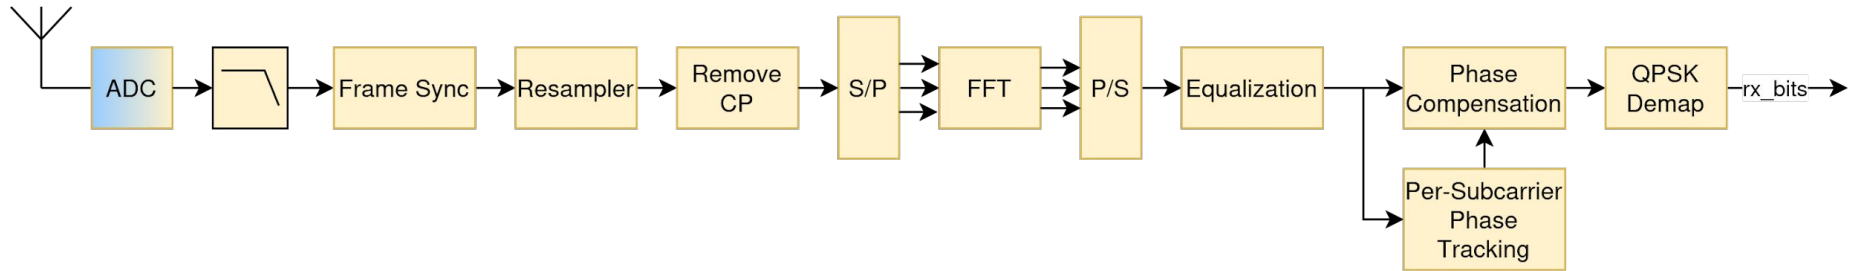 ADC
Frame Sync
Resampler
Remove
CP
S/P
FFT
P/S
Equalization
Phase
Compensation
QPSK
Demap
rx_bits
Per-Subcarrier
Phase
Tracking